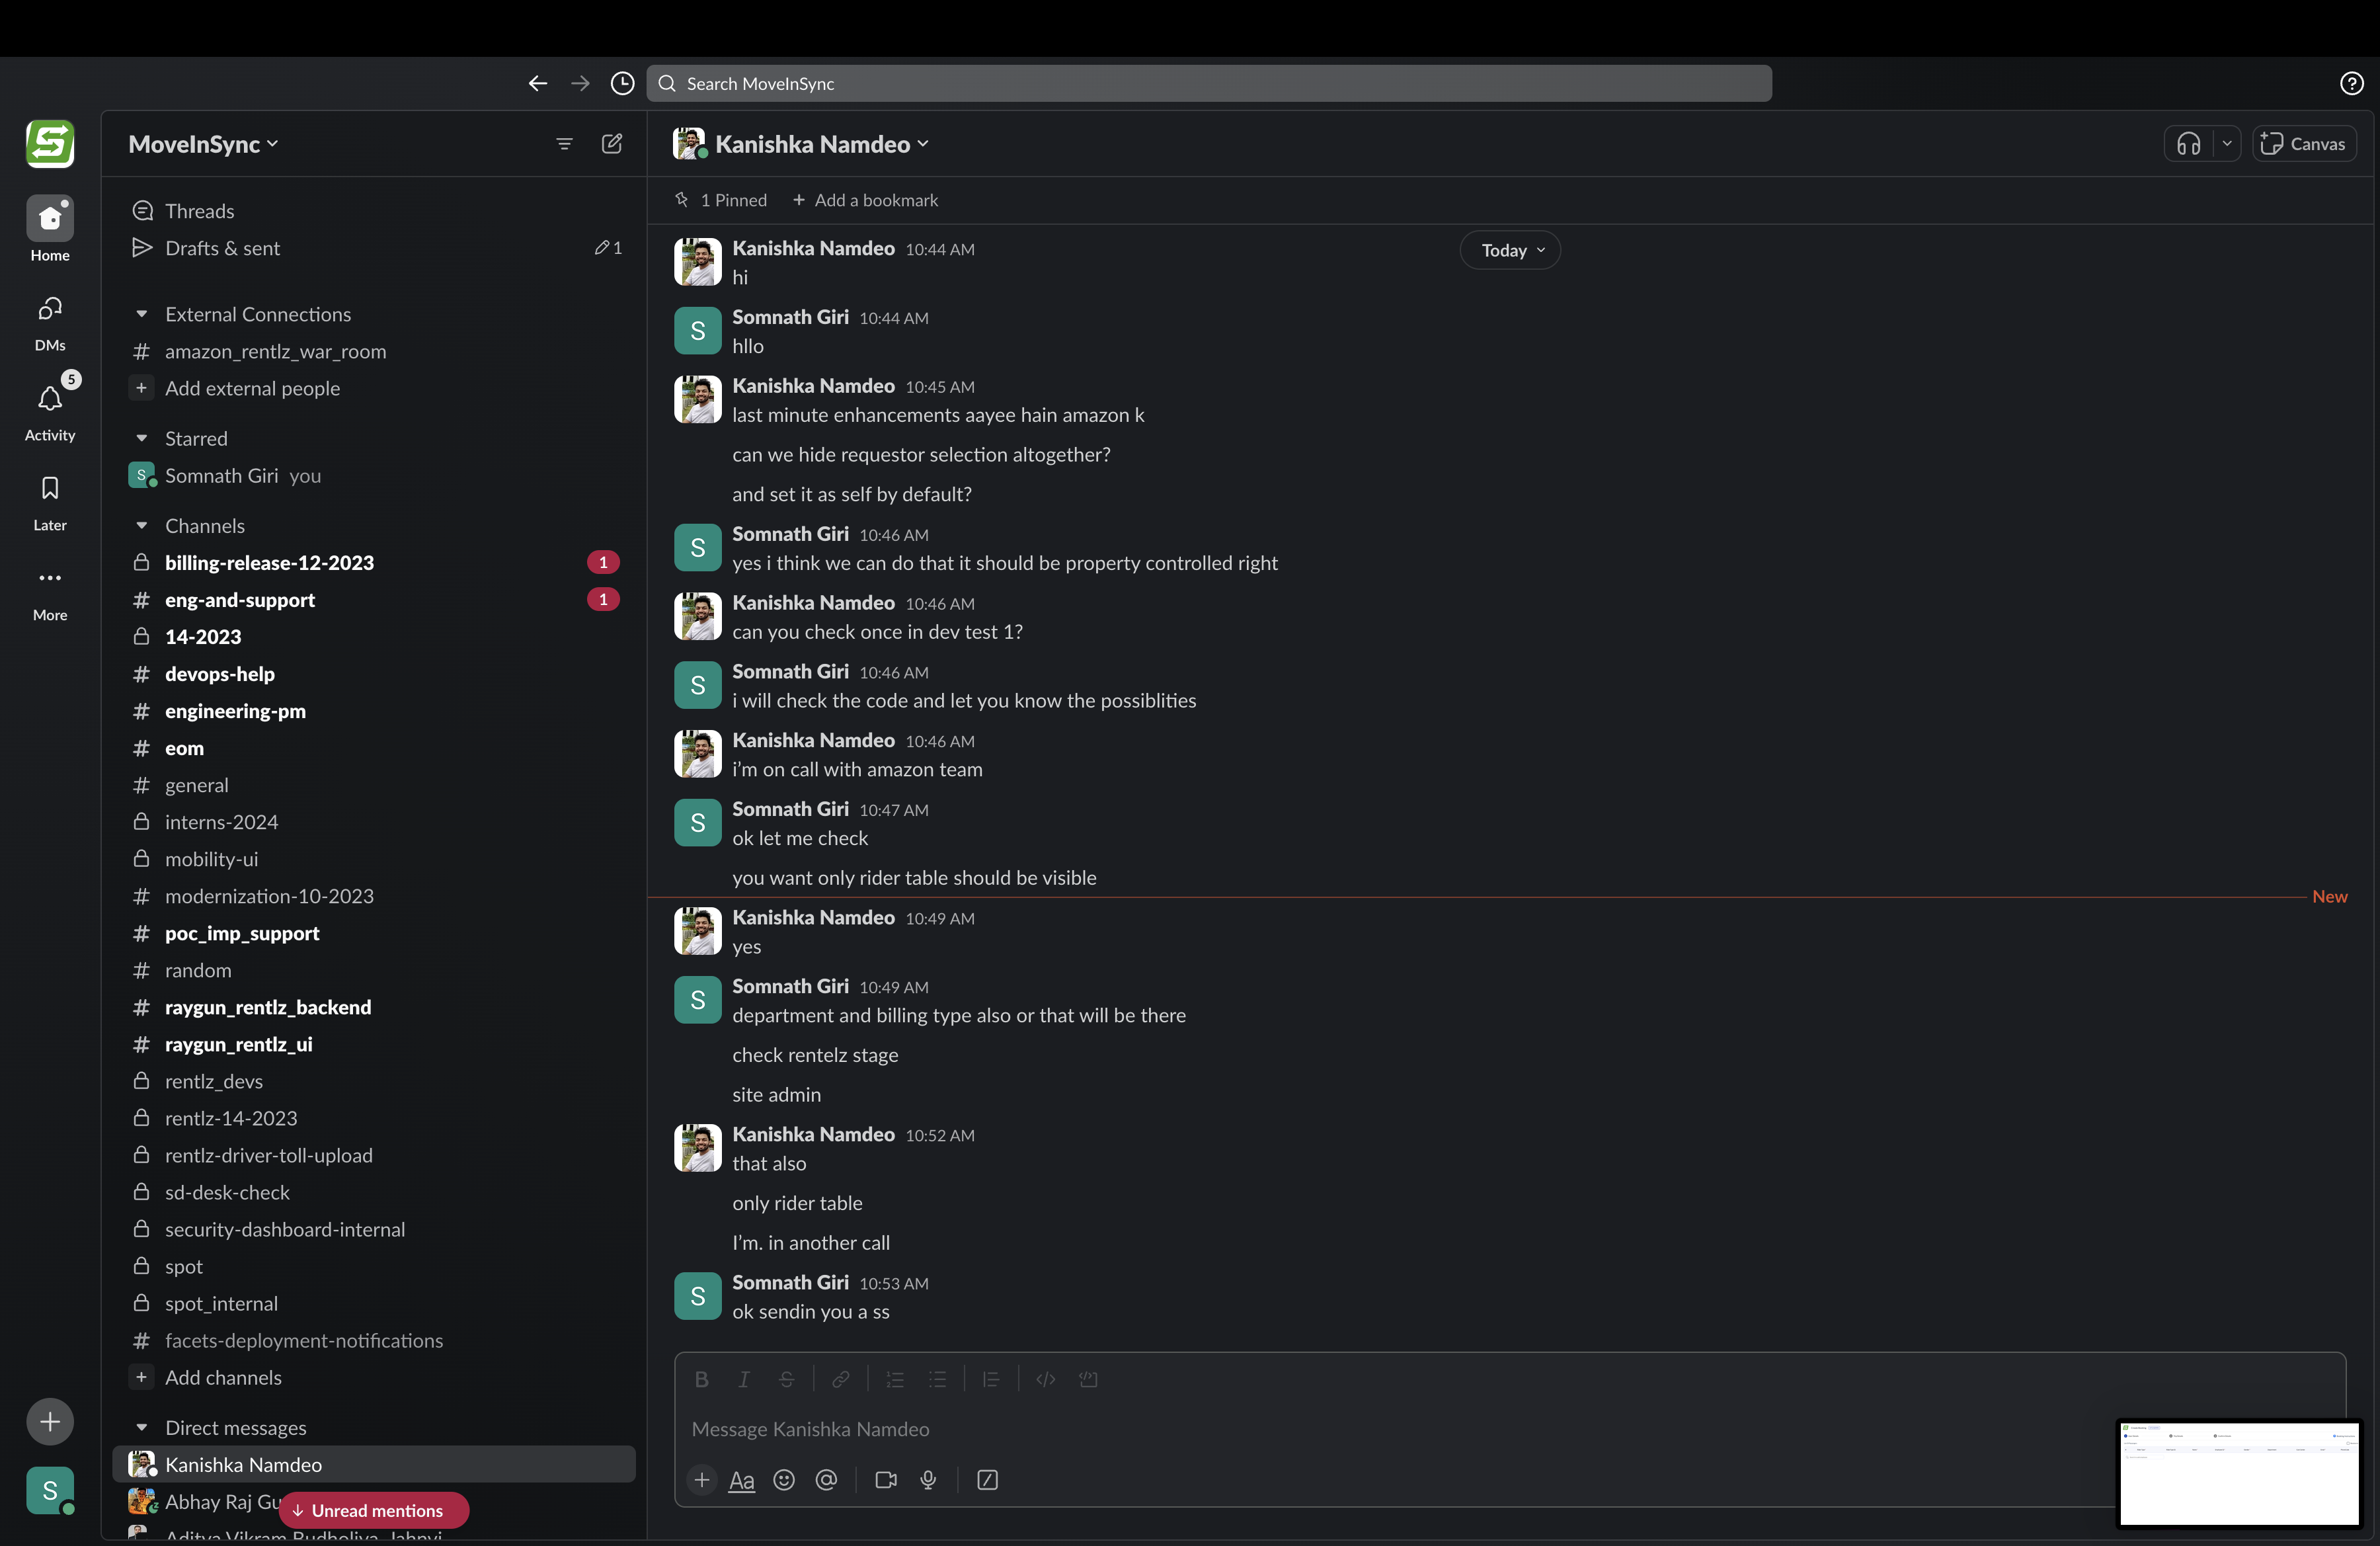 Search MoveInSync
MoveInSync
Kanishka Namdeo
Canvas
1 Pinned
Add a bookmark
Home
DMs
5
Activity
Later
More
S
Threads
Drafts & sent
1
External Connections
amazon_rentlz_war_room
Add external people
Starred
S Somnath Giri you
Channels
billing-release-12-2023 1
eng-and-support 1
14-2023
devops-help
engineering-pm
eom
general
interns-2024
mobility-ui
modernization-10-2023
poc_imp_support
random
raygun_rentlz_backend
raygun_rentlz_ui
rentlz_devs
rentlz-14-2023
rentlz-driver-toll-upload
sd-desk-check
security-dashboard-internal
spot
spot_internal
facets-deployment-notifications
Add channels
Direct messages
Kanishka Namdeo
Abhay Raj Gu
Unread mentions
Aditya Vikram Budholiya, Jahnvi
Today
Kanishka Namdeo 10:44 AM
hi
S
Somnath Giri 10:44 AM
hllo
Kanishka Namdeo 10:45 AM
last minute enhancements aayee hain amazon k
can we hide requestor selection altogether?
and set it as self by default?
S
Somnath Giri 10:46 AM
yes i think we can do that it should be property controlled right
Kanishka Namdeo 10:46 AM
can you check once in dev test 1?
S
Somnath Giri 10:46 AM
i will check the code and let you know the possiblities
Kanishka Namdeo 10:46 AM
i’m on call with amazon team
S
Somnath Giri 10:47 AM
ok let me check
you want only rider table should be visible
New
Kanishka Namdeo 10:49 AM
yes
S
Somnath Giri 10:49 AM
department and billing type also or that will be there
check rentelz stage
site admin
Kanishka Namdeo 10:52 AM
that also
only rider table
I’m. in another call
S
Somnath Giri 10:53 AM
ok sendin you a ss
Message Kanishka Namdeo
Aa